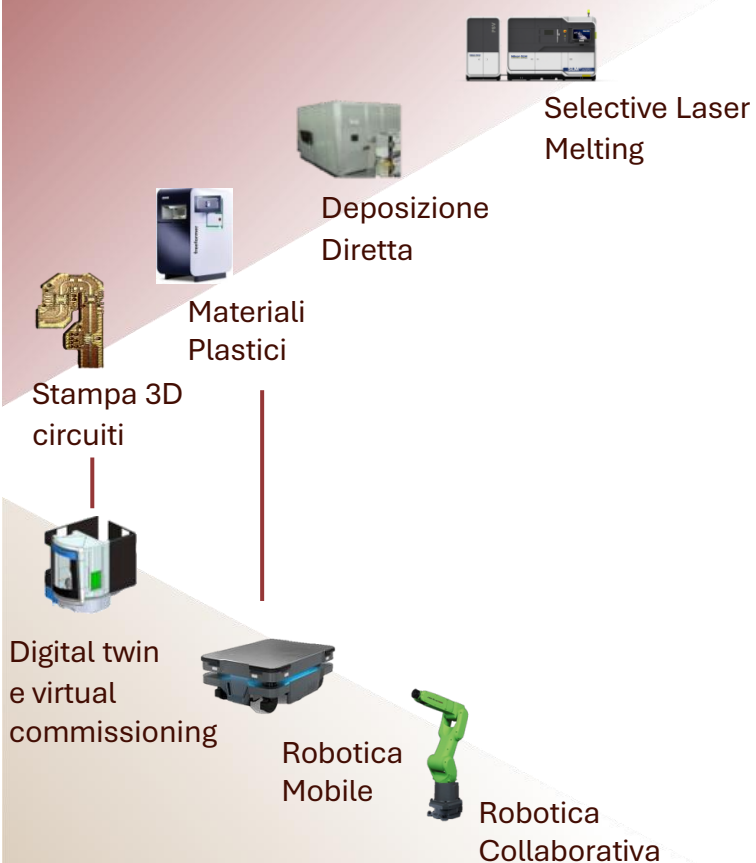 Selective Laser
Melting
Deposizione
Diretta
Materiali
Plastici
Stampa 3D
circuiti
Digital twin
e virtual
commissioning
Robotica
Mobile
Robotica
Collaborativa